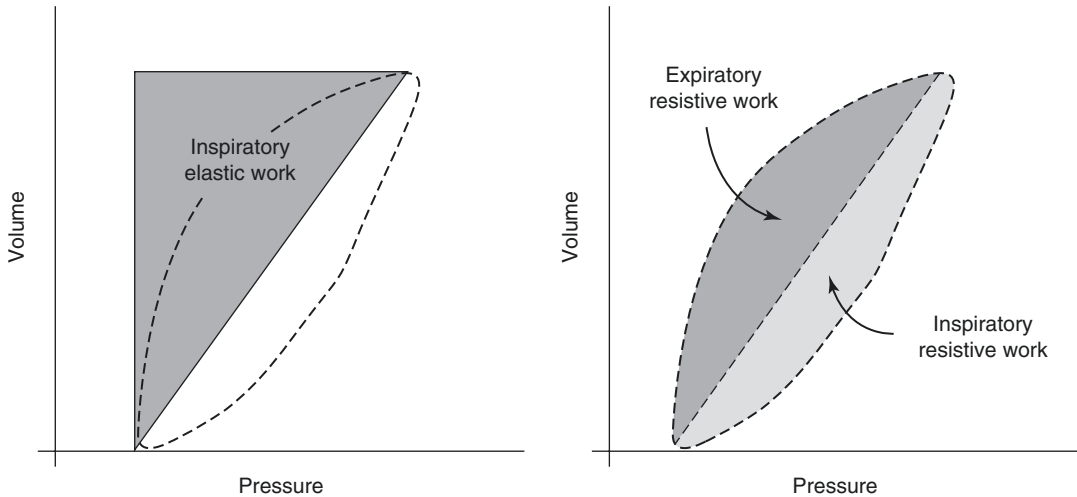 Inspiratory
elastic work
Volume
Pressure
Expiratory
resistive work
Inspiratory
resistive work
Volume
Pressure